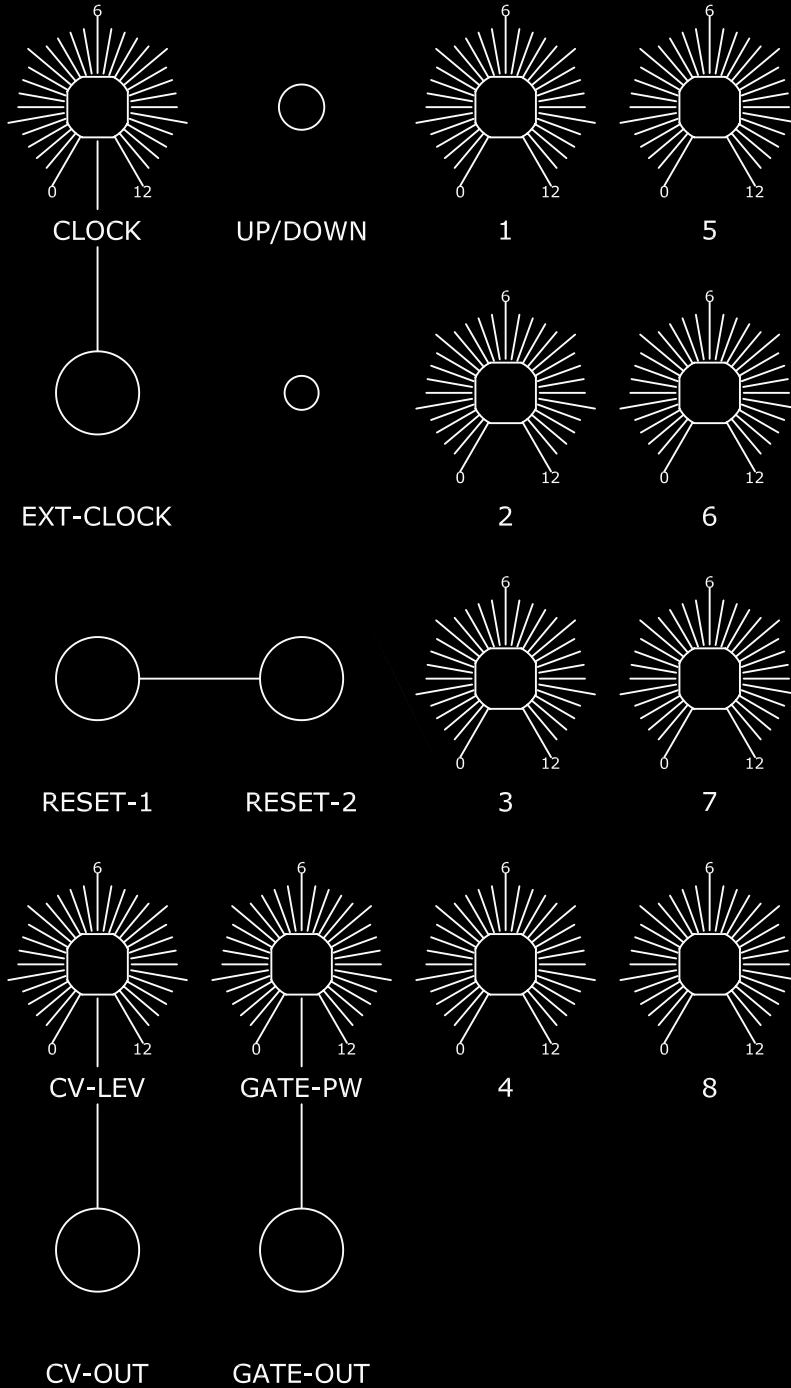 6 6 6
0 12 0 12 0 12
CLOCK UP/DOWN 1 5
6 6
0 12 0 12
EXT-CLOCK 2 6
6 6
0 12 0 12
RESET-1 RESET-2 3 7
6 6 6 6
0 12 0 12 0 12 0 12
CV-LEV GATE-PW 4 8
CV-OUT GATE-OUT